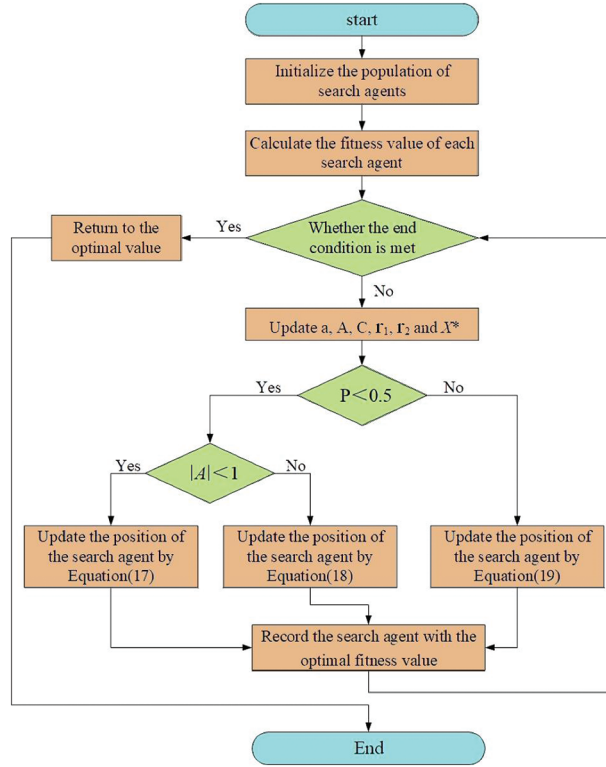 start
Initialize the population of
search agents
Calculate the fitness value of each
search agent
Whether the end
condition is met
Yes
Return to the
optimal value
No
Update a, A, C, r₁, r₂ and X*
P<0.5
Yes
No
|A|<1
Yes
No
Update the position of
the search agent by
Equation(17)
Update the position of
the search agent by
Equation(18)
Update the position of
the search agent by
Equation(19)
Record the search agent with the
optimal fitness value
End